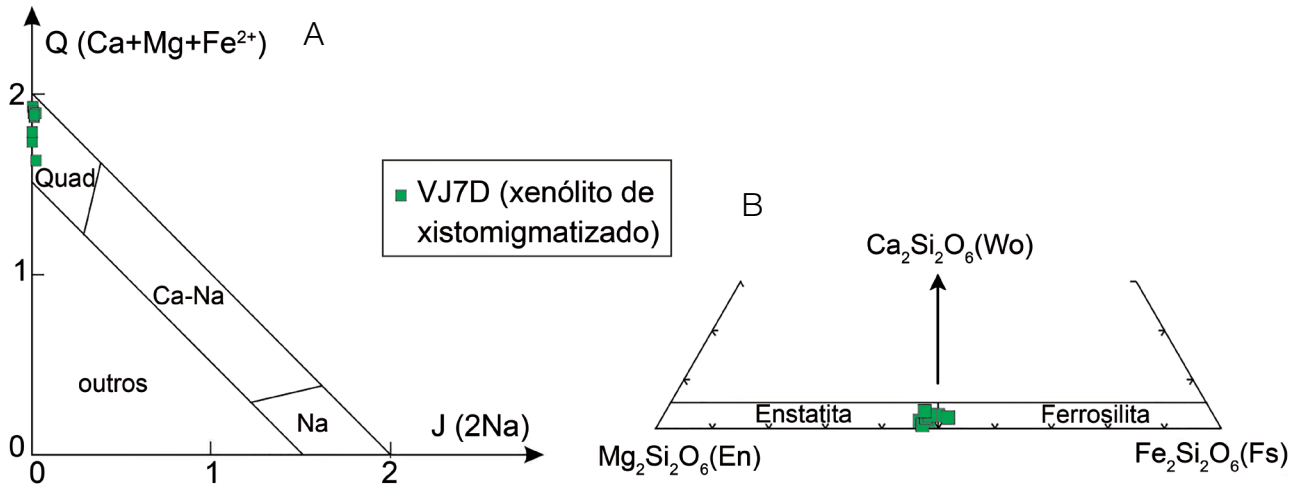 Q (Ca+Mg+Fe²⁺)
A
2
Quad
1
Ca-Na
outros
Na
J (2Na)
0
0
1
2
VJ7D (xenólito de
xistomigmatizado)
B
Ca₂Si₂O₆(Wo)
Enstatita
Ferrosilita
Mg₂Si₂O₆(En)
Fe₂Si₂O₆(Fs)